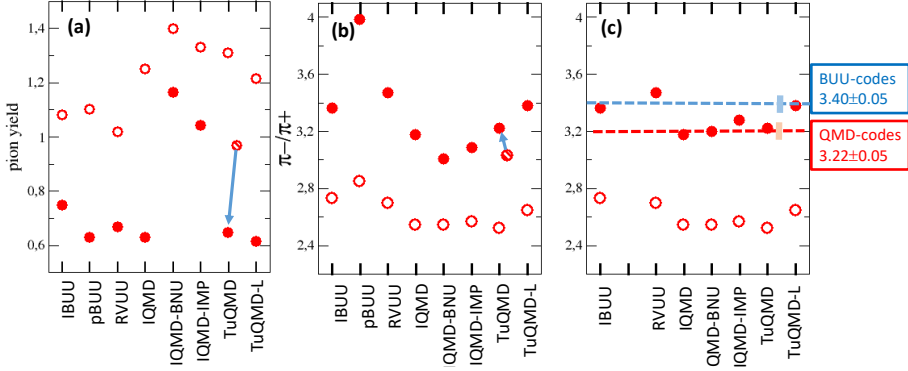 (a)
pion yield
1,4
1,2
1
0,8
0,6
IBUU
pBUU
RVUU
IQMD
IQMD-BNU
IQMD-IMP
TuQMD
TuQMD-L
(b)
π−/π+
4
3,6
3,2
2,8
2,4
IBUU
pBUU
RVUU
IQMD
IQMD-BNU
IQMD-IMP
TuQMD
TuQMD-L
(c)
4
3,6
3,2
2,8
2,4
IBUU
RVUU
IQMD
QMD-BNU
IQMD-IMP
TuQMD
TuQMD-L
BUU-codes
3.40±0.05
QMD-codes
3.22±0.05